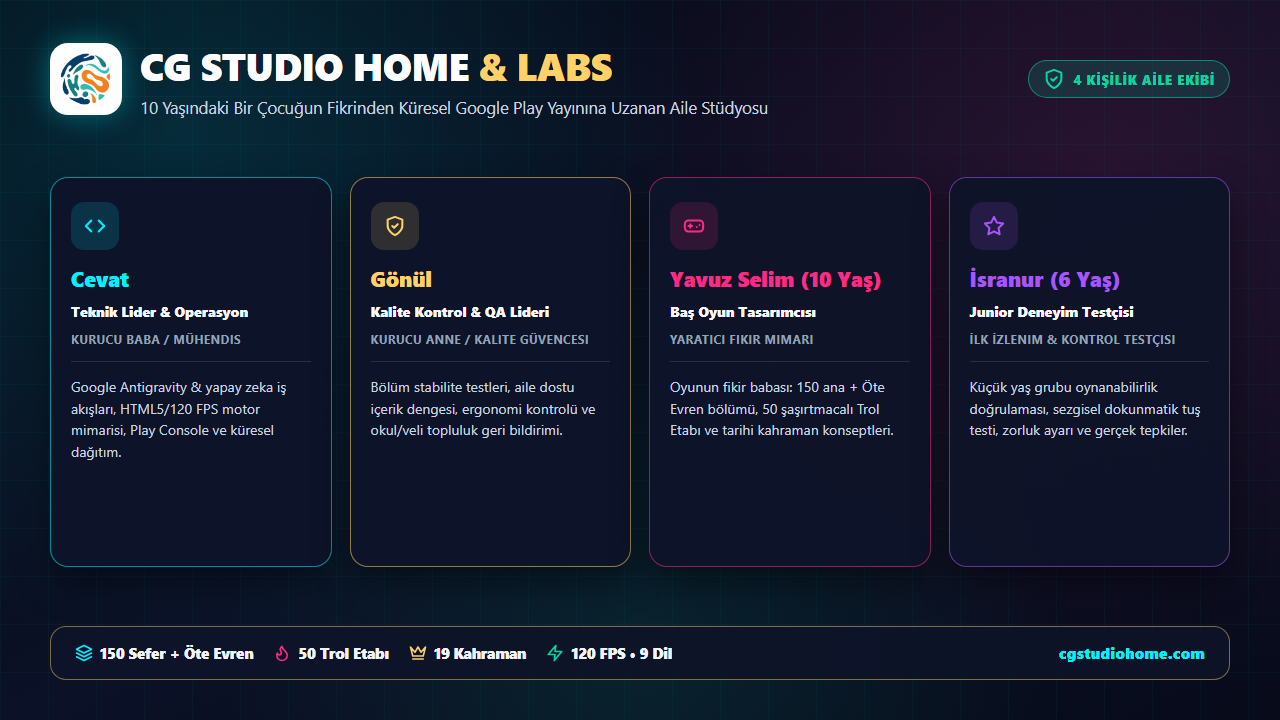 CG STUDIO HOME & LABS
10 Yaşındaki Bir Çocuğun Fikrinden Küresel Google Play Yayınına Uzanan Aile Stüdyosu
4 KİŞİLİK AİLE EKİBİ
Cevat
Teknik Lider & Operasyon
KURUCU BABA / MÜHENDIS
Google Antigravity & yapay zeka iş
akışları, HTML5/120 FPS motor
mimarisi, Play Console ve küresel
dağıtım.
Gönül
Kalite Kontrol & QA Lideri
KURUCU ANNE / KALITE GÜVENCESI
Bölüm stabilite testleri, aile dostu
içerik dengesi, ergonomi kontrolü ve
okul/veli topluluk geri bildirimi.
Yavuz Selim (10 Yaş)
Baş Oyun Tasarımcısı
YARATICI FIKIR MIMARI
Oyunun fikir babası: 150 ana + Öte
Evren bölümü, 50 şaşırtmacalı Trol
Etabı ve tarihi kahraman konseptleri.
İsranur (6 Yaş)
Junior Deneyim Testçisi
İLK İZLENIM & KONTROL TESTÇISI
Küçük yaş grubu oynanabilirlik
doğrulaması, sezgisel dokunmatik tuş
testi, zorluk ayarı ve gerçek tepkiler.
150 Sefer + Öte Evren
50 Trol Etabı
19 Kahraman
120 FPS • 9 Dil
cgstudiohome.com